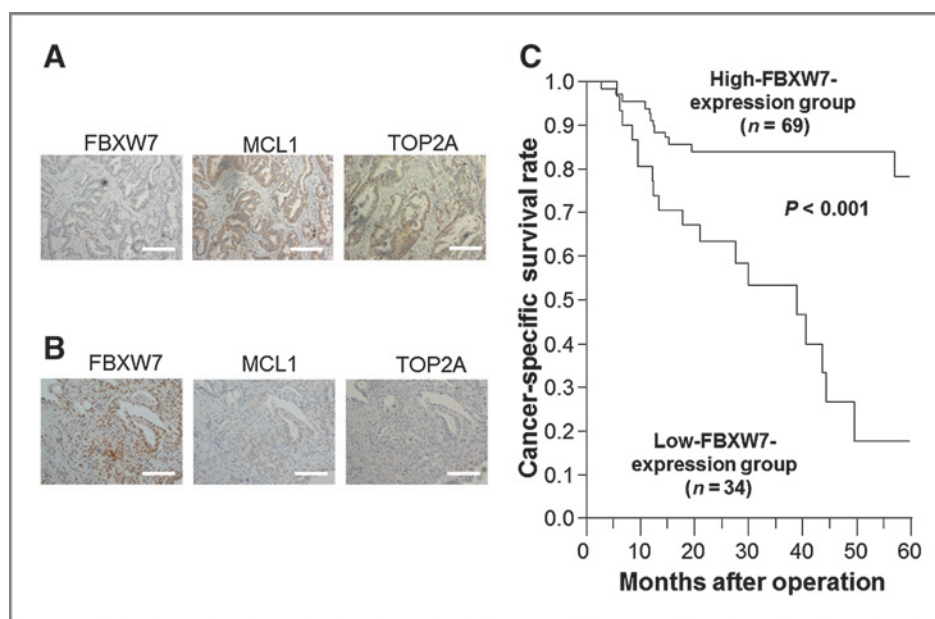 A
FBXW7 MCL1 TOP2A
B
FBXW7 MCL1 TOP2A
C
Cancer-specific survival rate
1.0
0.9
0.8
0.7
0.6
0.5
0.4
0.3
0.2
0.1
0.0
High-FBXW7-
expression group
(n = 69)
P < 0.001
Low-FBXW7-
expression group
(n = 34)
0 10 20 30 40 50 60
Months after operation